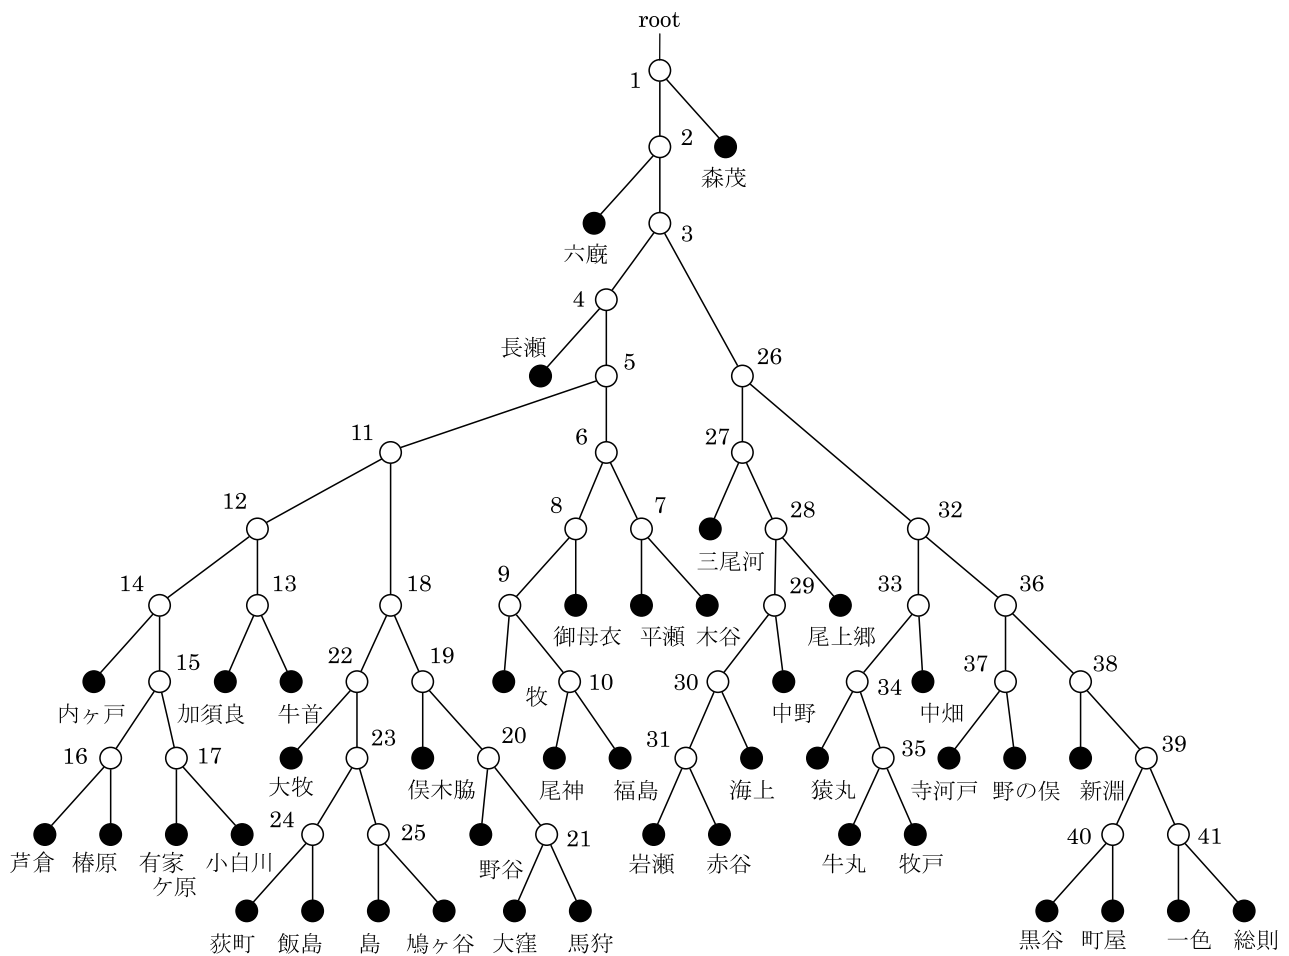 root
1
2
森茂
六厩
3
4
長瀬
5
26
11
6
27
12
8
7
28
32
三尾河
14
13
18
9
29
33
36
御母衣
平瀬
木谷
尾上郷
15
22
19
牧
10
30
34
37
38
内ヶ戸
加須良
牛首
中野
中畑
16
17
23
20
31
35
39
大牧
俣木脇
尾神
福島
海上
猿丸
寺河戸
野の俣
新淵
24
25
21
40
41
芦倉
椿原
有家
ケ原
小白川
野谷
岩瀬
赤谷
牛丸
牧戸
荻町
飯島
島
鳩ヶ谷
大窪
馬狩
黒谷
町屋
一色
総則